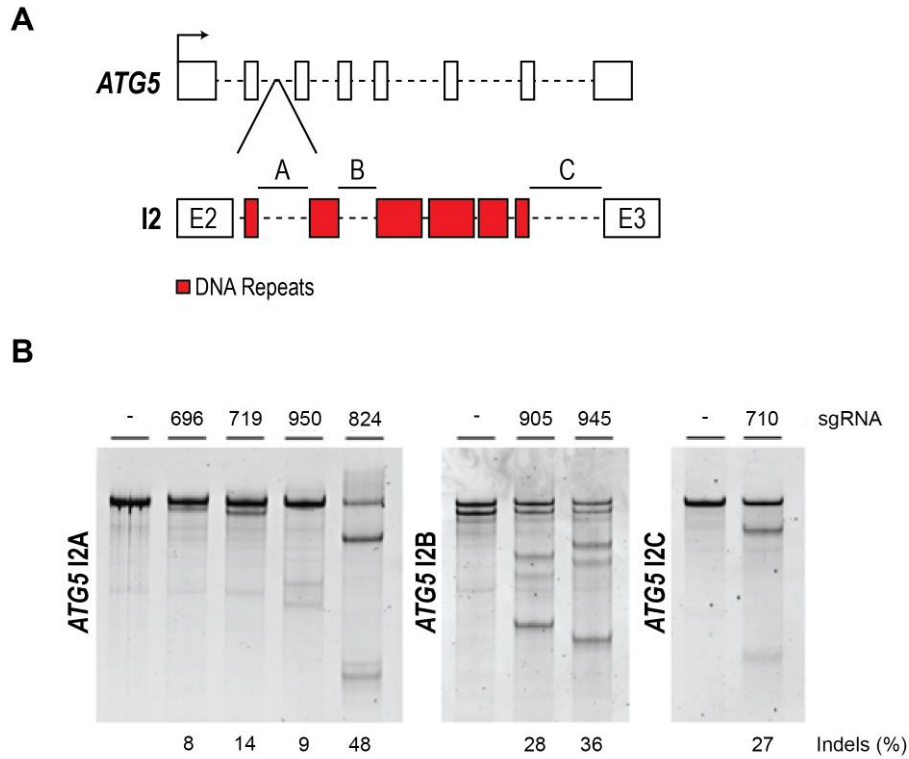 A
ATG5
A B C
I2 E2 E3
DNA Repeats
B
- 696 719 950 824 - 905 945 - 710 sgRNA
ATG5 I2A
ATG5 I2B
ATG5 I2C
8 14 9 48 28 36 27 Indels (%)